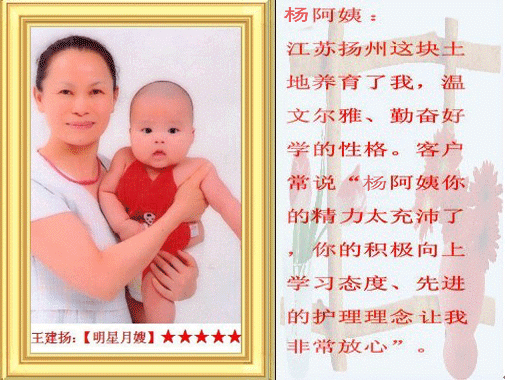 王建扬:【明星月嫂】★★★★★
杨阿姨：
江苏扬州这块土
地养育了我，温
文尔雅、勤奋好
学的性格。客户
常说“杨阿姨你
的精力太充沛了
，你的积极向上
学习态度、先进
的护理理念让我
非常放心”。